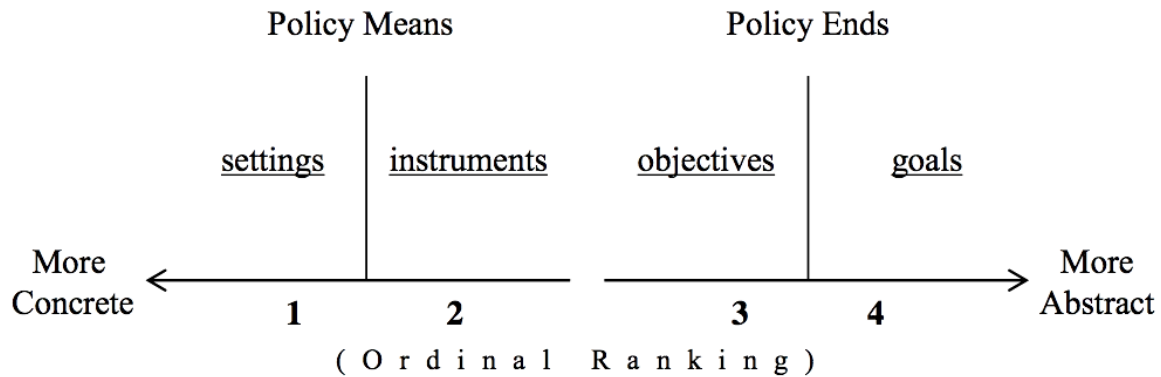 Policy Means
Policy Ends
settings
instruments
objectives
goals
More
Concrete
More
Abstract
1
2
3
4
( O r d i n a l   R a n k i n g )